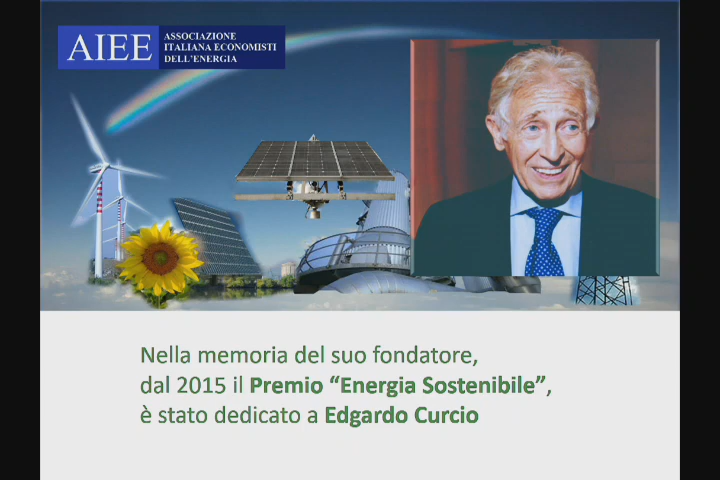 AIEE
ASSOCIAZIONE
ITALIANA ECONOMISTI
DELL'ENERGIA
Nella memoria del suo fondatore,
dal 2015 il Premio “Energia Sostenibile”,
è stato dedicato a Edgardo Curcio